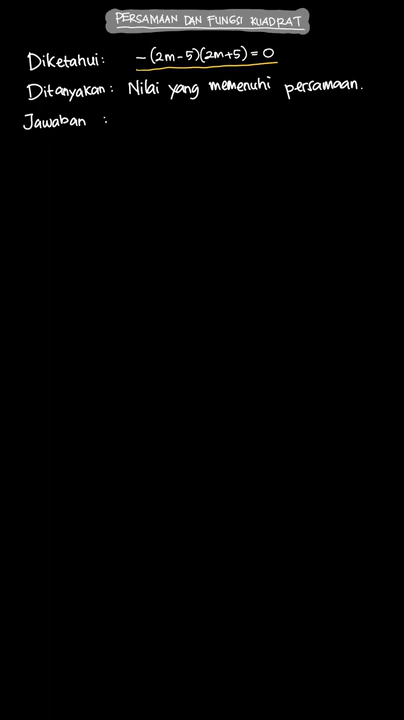 PERSAMAAN DAN FUNGSI KUADRAT
Diketahui: -(2m-5)(2m+5) = 0
Ditanyakan: Nilai yang memenuhi persamaan.
Jawaban :